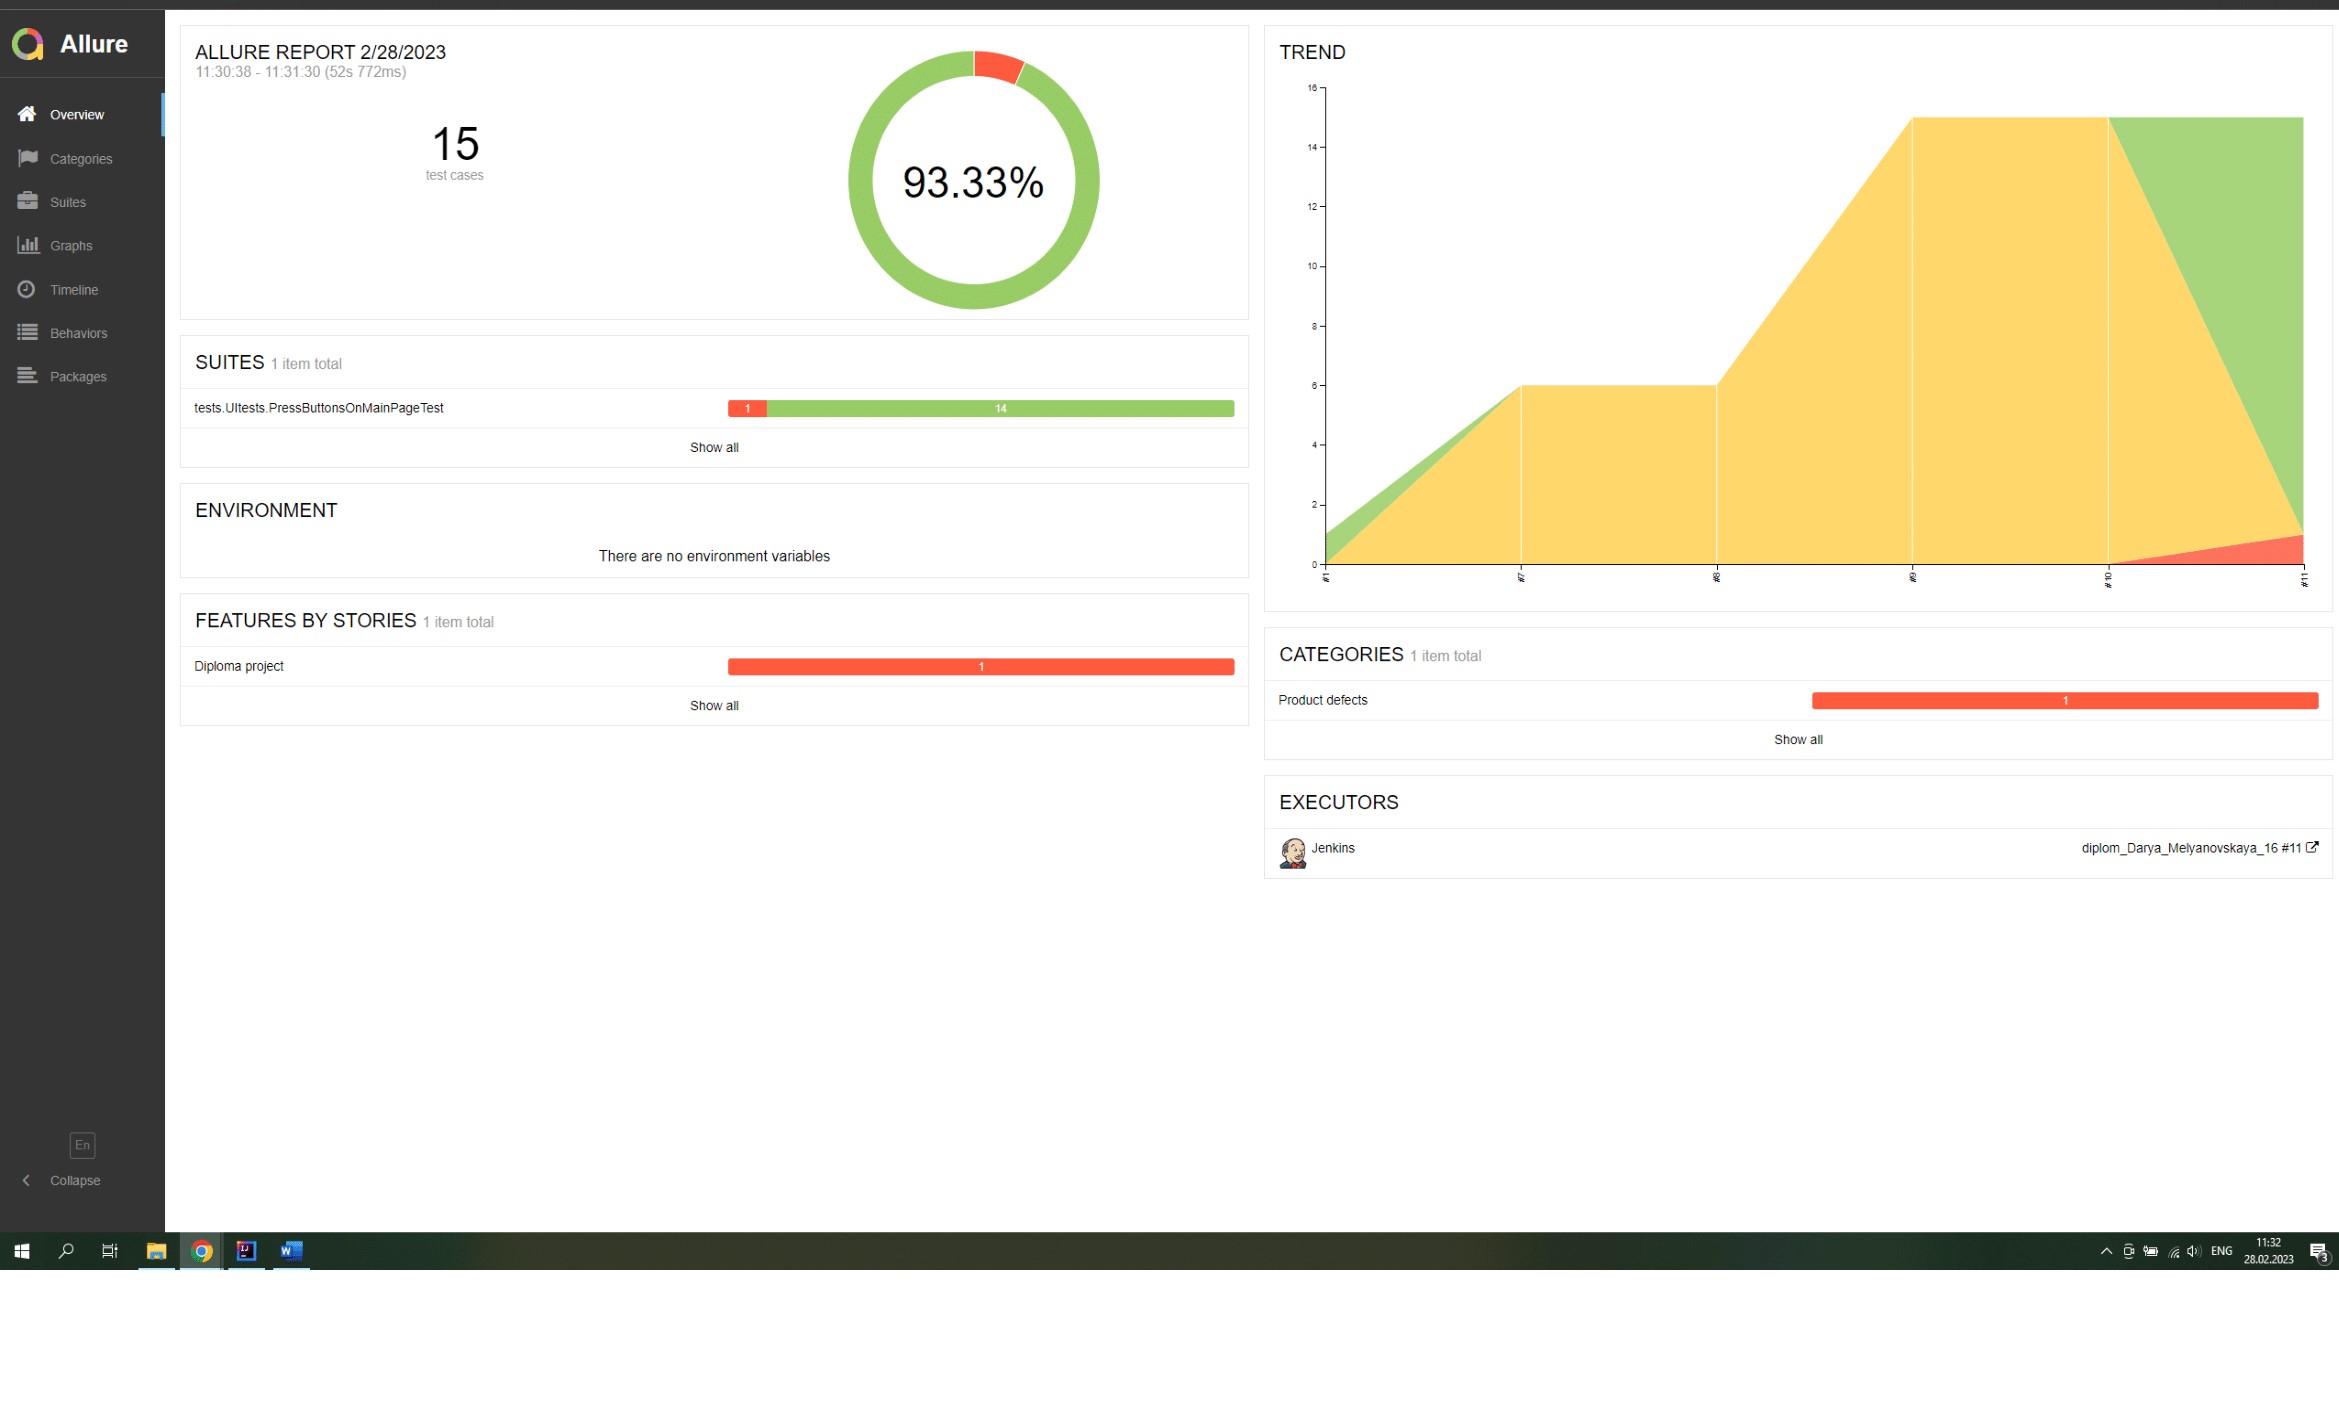 Allure
Overview
Categories
Suites
Graphs
Timeline
Behaviors
Packages
En
Collapse
ALLURE REPORT 2/28/2023
11:30:38 - 11:31:30 (52s 772ms)
15
test cases
93.33%
SUITES 1 item total
tests.UItests.PressButtonsOnMainPageTest 1 14
Show all
ENVIRONMENT
There are no environment variables
FEATURES BY STORIES 1 item total
Diploma project 1
Show all
TREND
16
14
12
10
8
6
4
2
0
#1 #7 #8 #9 #10 #11
CATEGORIES 1 item total
Product defects 1
Show all
EXECUTORS
Jenkins diplom_Darya_Melyanovskaya_16 #11
ENG
11:32
28.02.2023
3